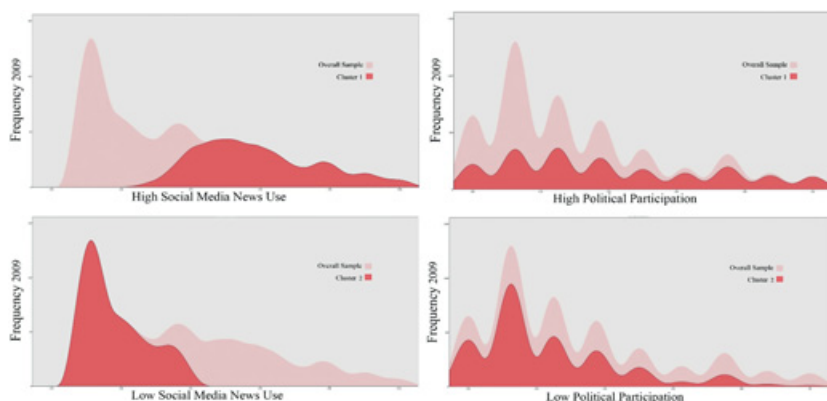 Frequency 2009
Overall Sample
Cluster 1
High Social Media News Use
Frequency 2009
Overall Sample
Cluster 1
High Political Participation
Frequency 2009
Overall Sample
Cluster 2
Low Social Media News Use
Frequency 2009
Overall Sample
Cluster 2
Low Political Participation